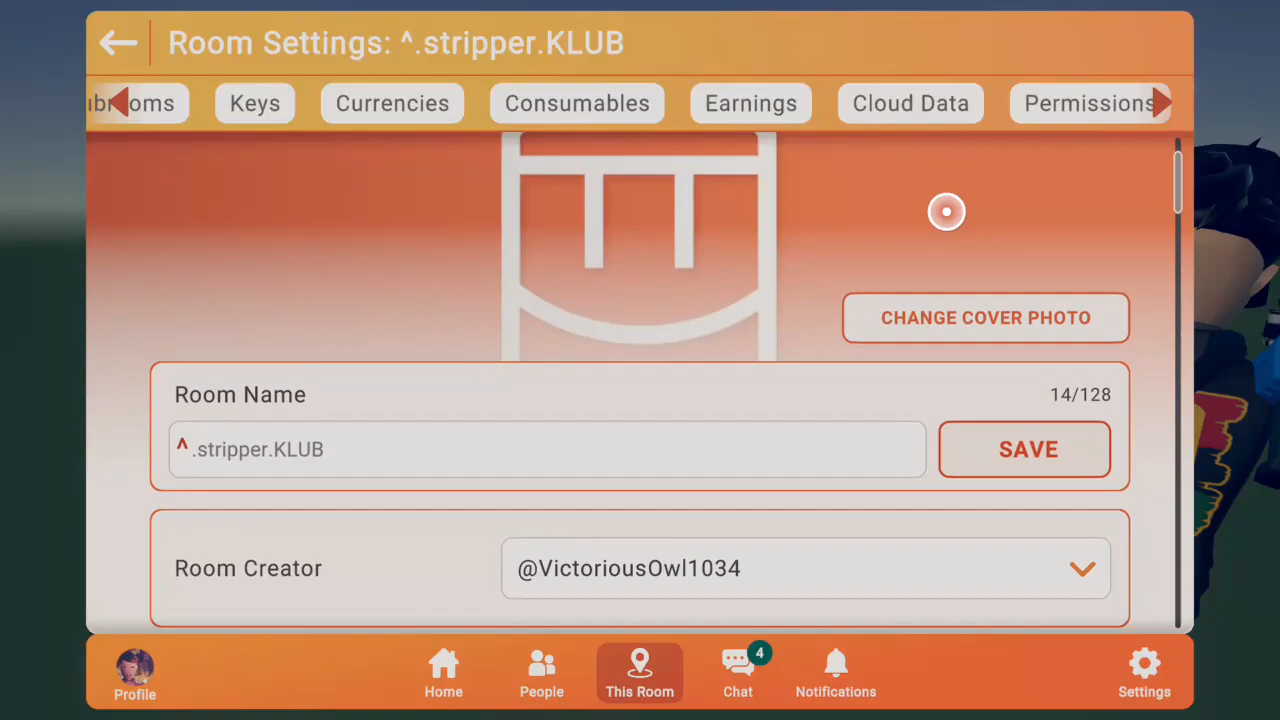 Room Settings: ^.stripper.KLUB
Keys
Currencies
Consumables
Earnings
Cloud Data
Permissions
CHANGE COVER PHOTO
Room Name
14/128
^.stripper.KLUB
SAVE
Room Creator
@VictoriousOwl1034
4
Profile
Home
People
This Room
Chat
Notifications
Settings